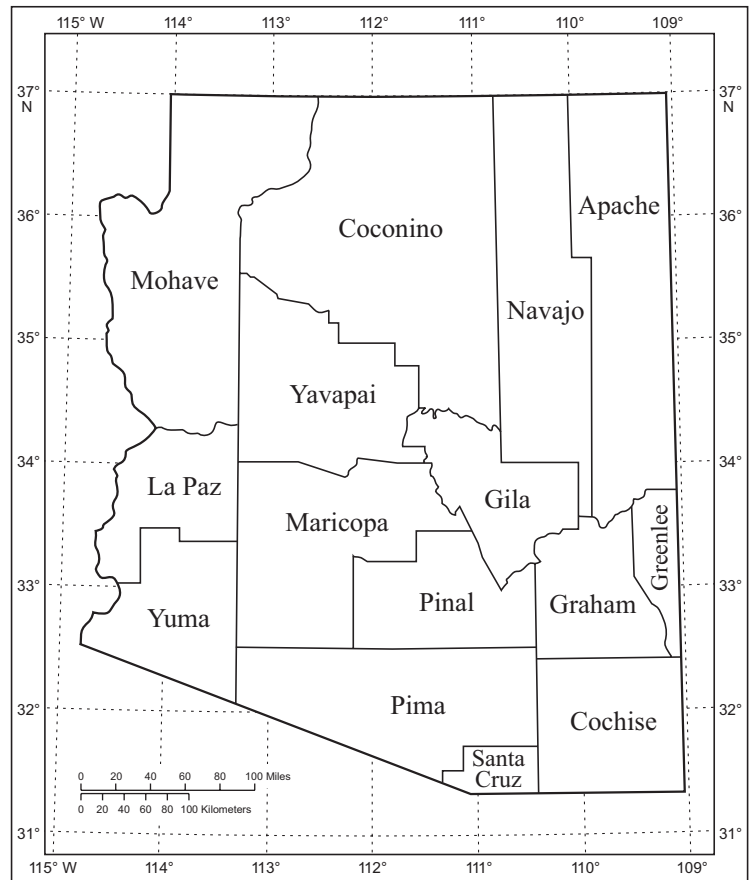 115° W 114° 113° 112° 111° 110° 109°
37° N 37° N
Apache
36° 36°
Coconino
Mohave
Navajo
35° 35°
Yavapai
34° 34°
La Paz
Gila
Maricopa
Greenlee
33° 33°
Pinal
Graham
Yuma
32° 32°
Pima
Cochise
Santa
Cruz
0 20 40 60 80 100 Miles
0 20 40 60 80 100 Kilometers
31° 31°
115° W 114° 113° 112° 111° 110° 109°